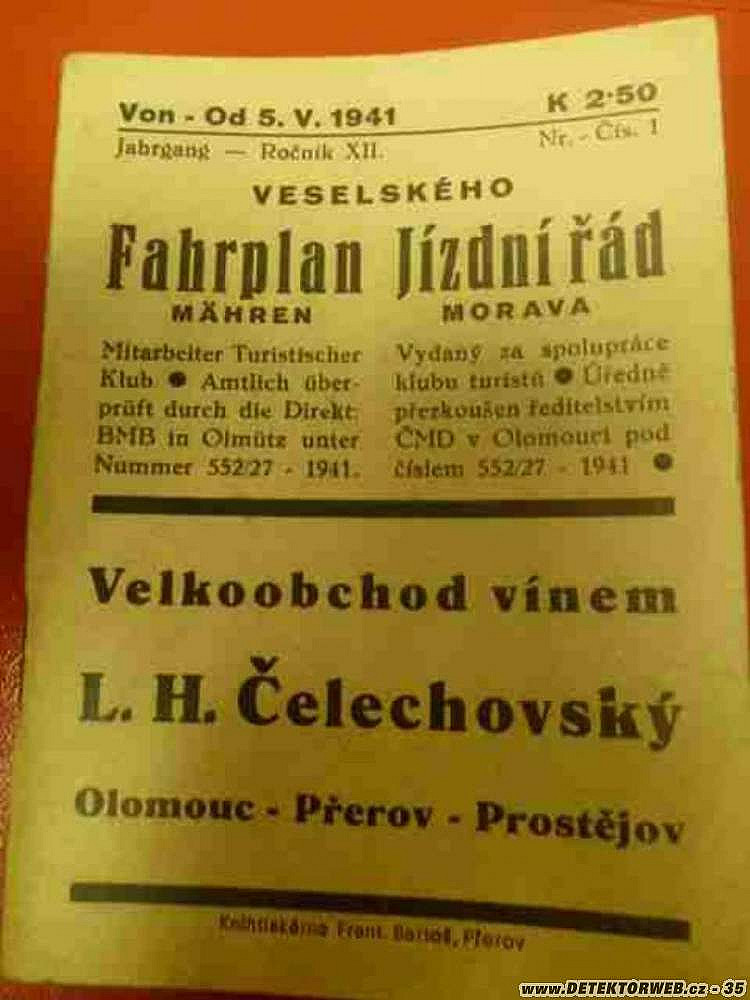 Von - Od 5. V. 1941 K 2·50
Jahrgang — Ročník XII. Nr. - Čís. 1
VESELSKÉHO
Fahrplan Jízdní řád
MÄHREN MORAVA
Mitarbeiter Turistischer
Klub ● Amtlich über-
prüft durch die Direkt.
BMB in Olmütz unter
Nummer 552/27 - 1941.
Vydaný za spolupráce
klubu turistů ● Úředně
přezkoušen ředitelstvím
ČMD v Olomouci pod
číslem 552/27 - 1941 ●
Velkoobchod vínem
L. H. Čelechovský
Olomouc - Přerov - Prostějov
Knihtiskárna Frant. Bartoš, Přerov
www.DETEKTORWEB.cz - 35